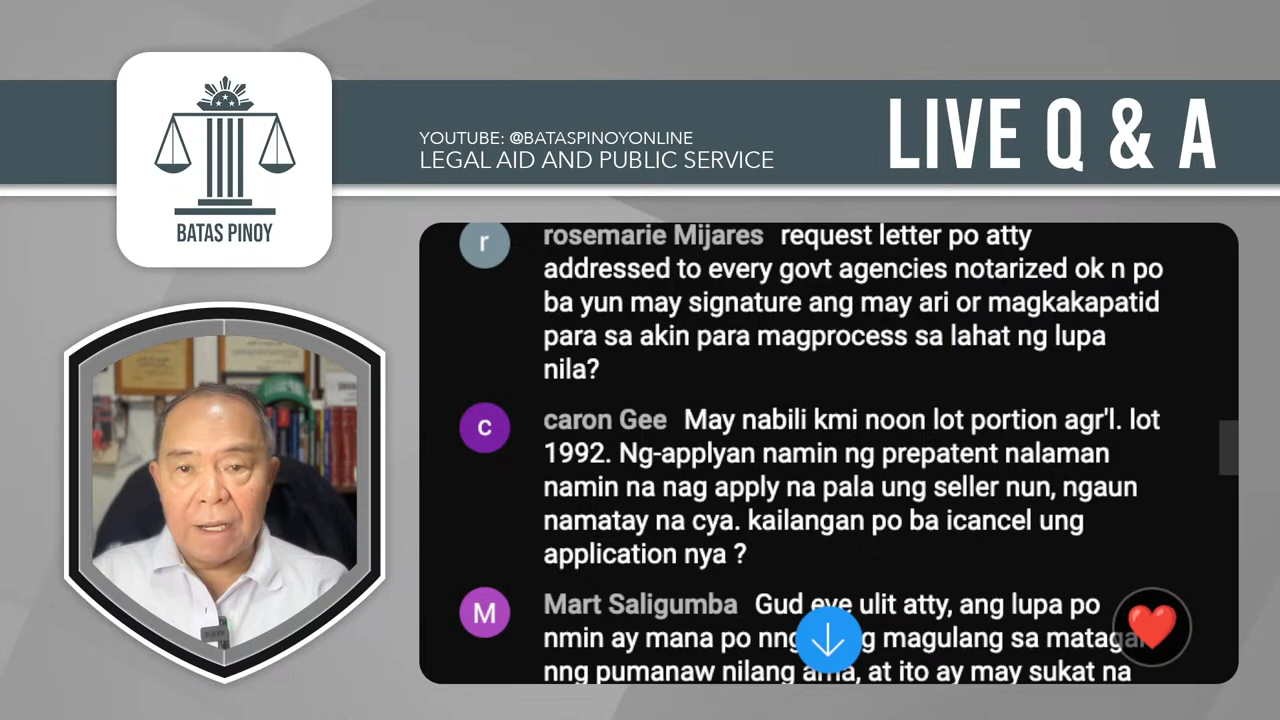 BATAS PINOY
YOUTUBE: @BATASPINOYONLINE
LEGAL AID AND PUBLIC SERVICE
LIVE Q & A
r
rosemarie Mijares request letter po atty
addressed to every govt agencies notarized ok n po
ba yun may signature ang may ari or magkakapatid
para sa akin para magprocess sa lahat ng lupa
nila?
c
caron Gee May nabili kmi noon lot portion agr'l. lot
1992. Ng-applyan namin ng prepatent nalaman
namin na nag apply na pala ung seller nun, ngaun
namatay na cya. kailangan po ba icancel ung
application nya ?
M
Mart Saligumba Gud eve ulit atty, ang lupa po
nmin ay mana po magulang sa
nng pumanaw nilang ama, at ito ay may sukat na